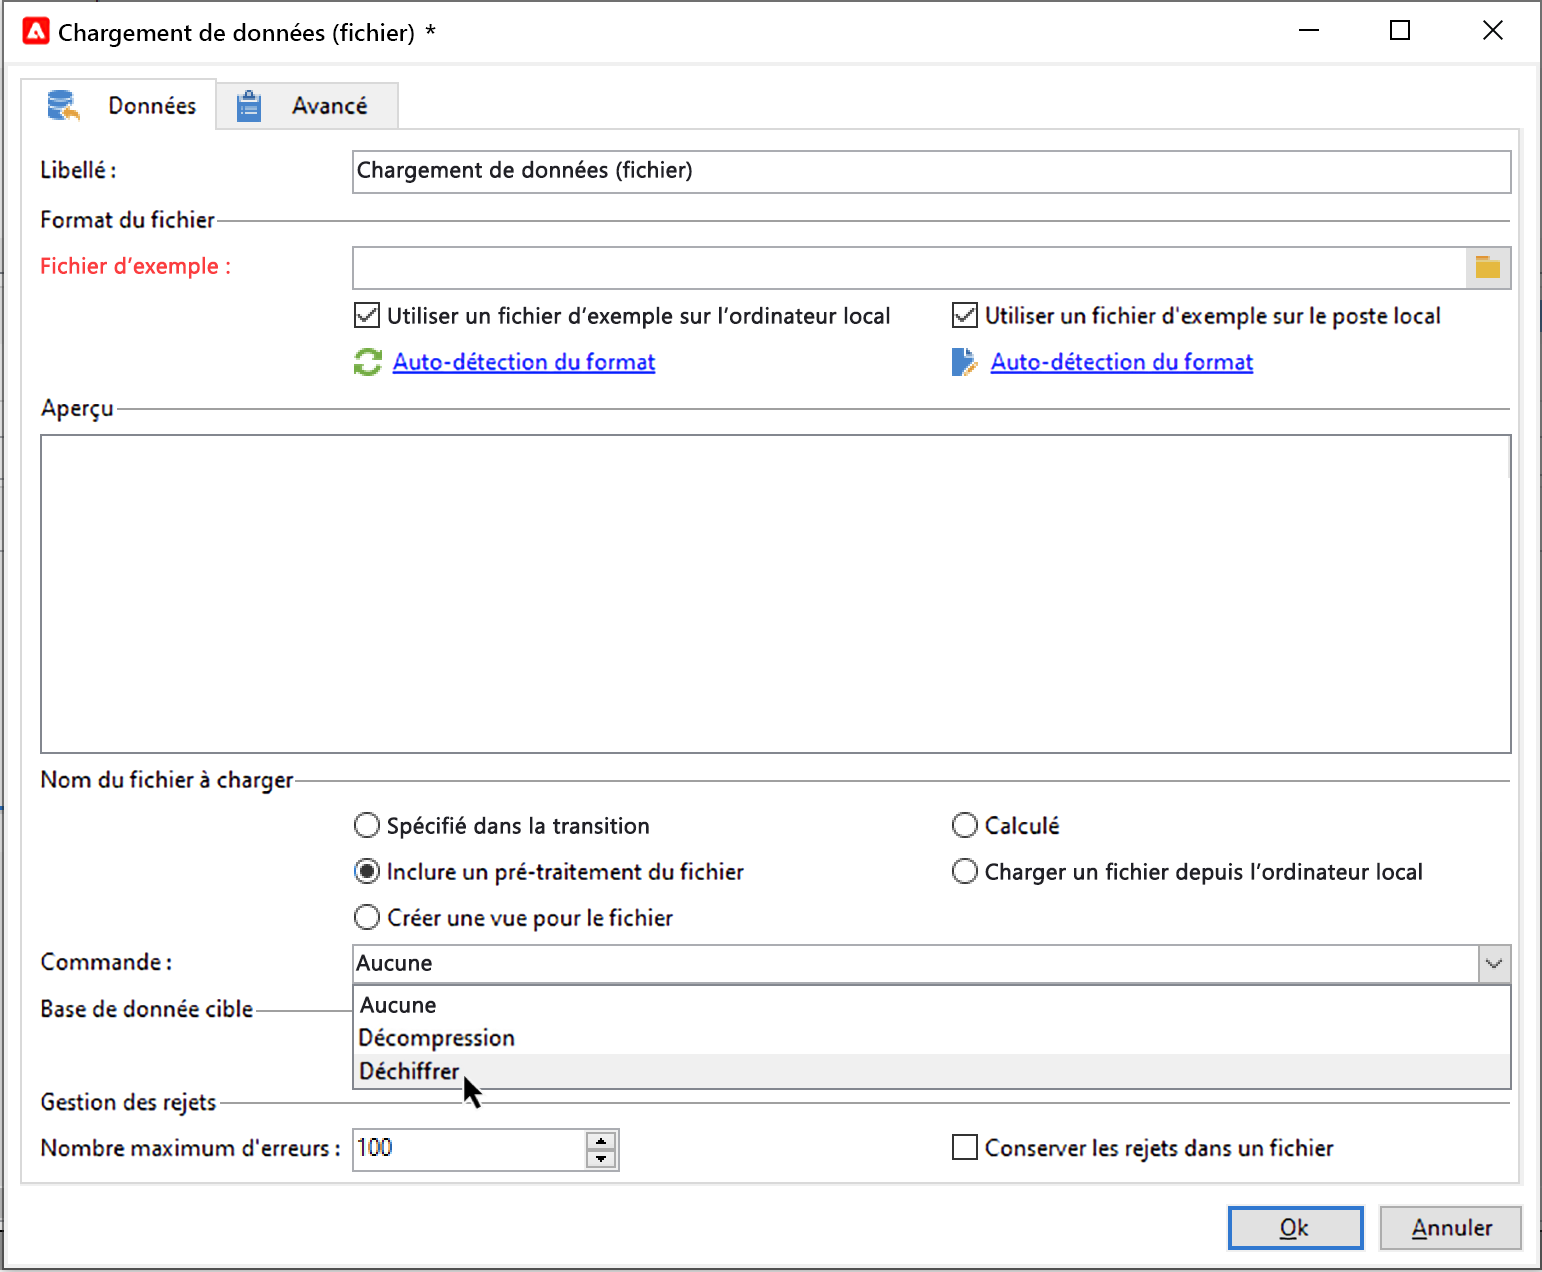 Chargement de données (fichier) *
Données
Avancé
Libellé :
Chargement de données (fichier)
Format du fichier
Fichier d’exemple :
Utiliser un fichier d’exemple sur l’ordinateur local
Utiliser un fichier d'exemple sur le poste local
Auto-détection du format
Auto-détection du format
Aperçu
Nom du fichier à charger
Spécifié dans la transition
Calculé
Inclure un pré-traitement du fichier
Charger un fichier depuis l’ordinateur local
Créer une vue pour le fichier
Commande :
Aucune
Aucune
Base de donnée cible
Décompression
Déchiffrer
Gestion des rejets
Nombre maximum d'erreurs :
100
Conserver les rejets dans un fichier
Ok
Annuler